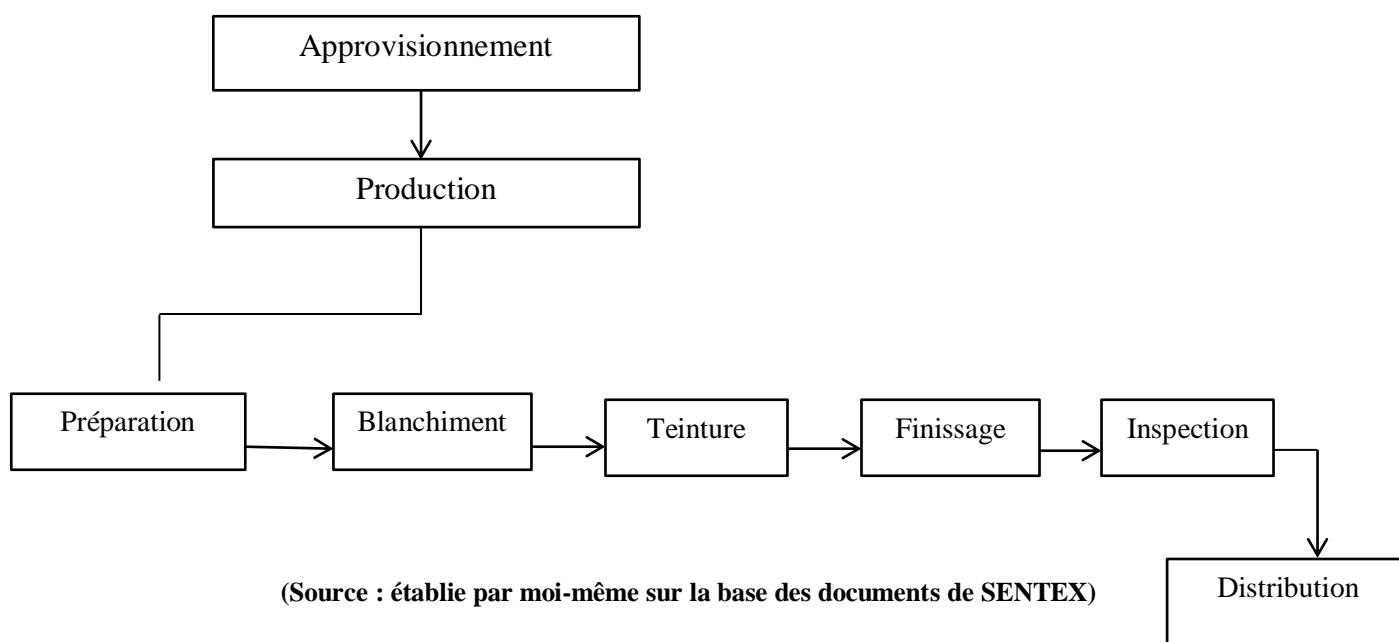 Approvisionnement
Production
Préparation
Blanchiment
Teinture
Finissage
Inspection
Distribution
(Source : établie par moi-même sur la base des documents de SENTEX)